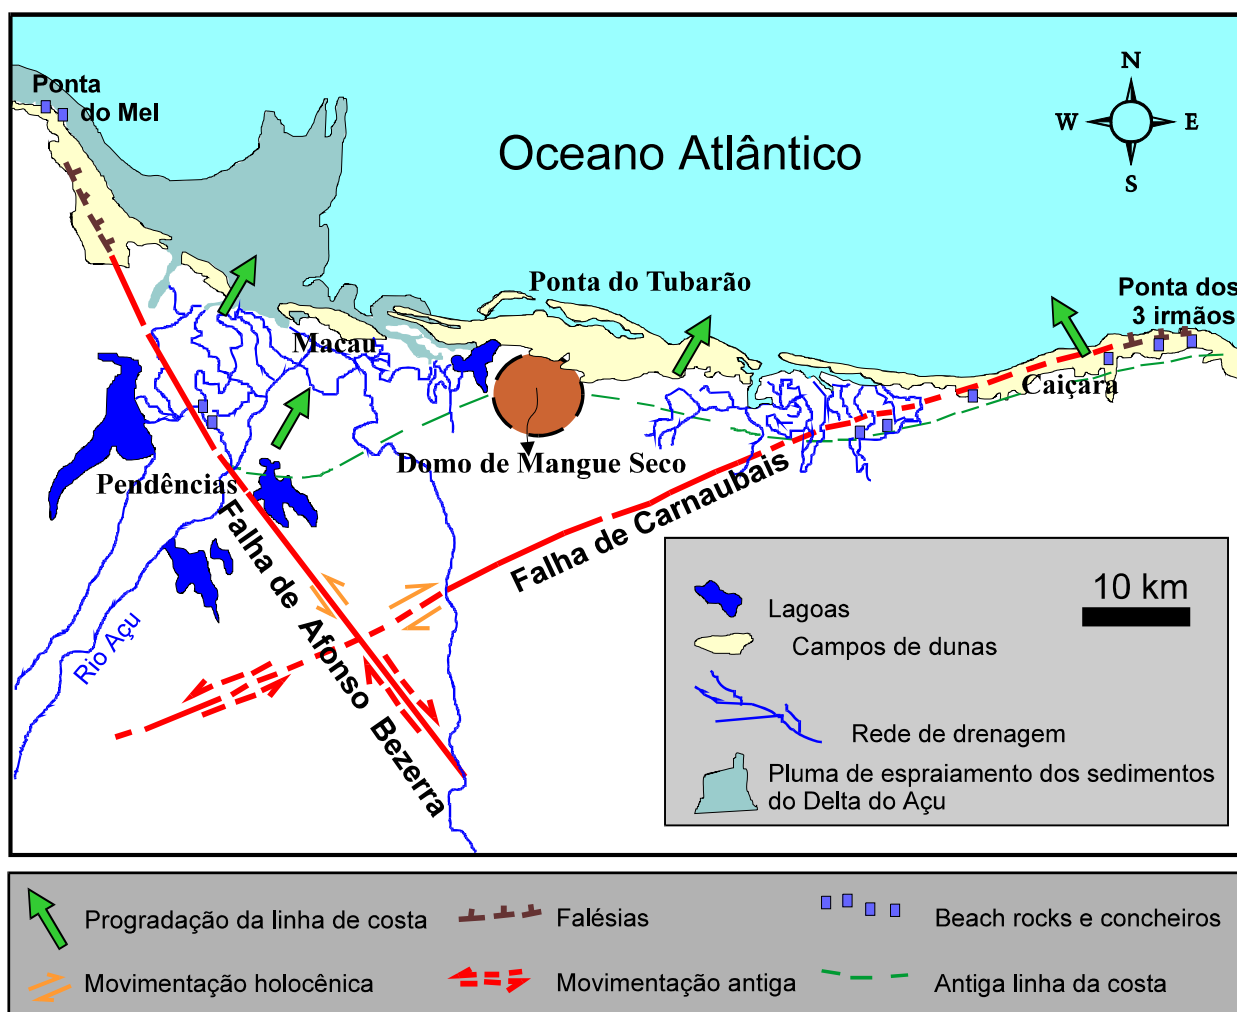 Ponta
do Mel
N
W
E
S
Oceano Atlântico
Ponta do Tubarão
Ponta dos
3 irmãos
Macau
Caiçara
Domo de Mangue Seco
Pendências
Falha de Carnaubais
Falha de Afonso Bezerra
Rio Açu
10 km
Lagoas
Campos de dunas
Rede de drenagem
Pluma de espraiamento dos sedimentos
do Delta do Açu
Progradação da linha de costa
Falésias
Beach rocks e concheiros
Movimentação holocênica
Movimentação antiga
Antiga linha da costa